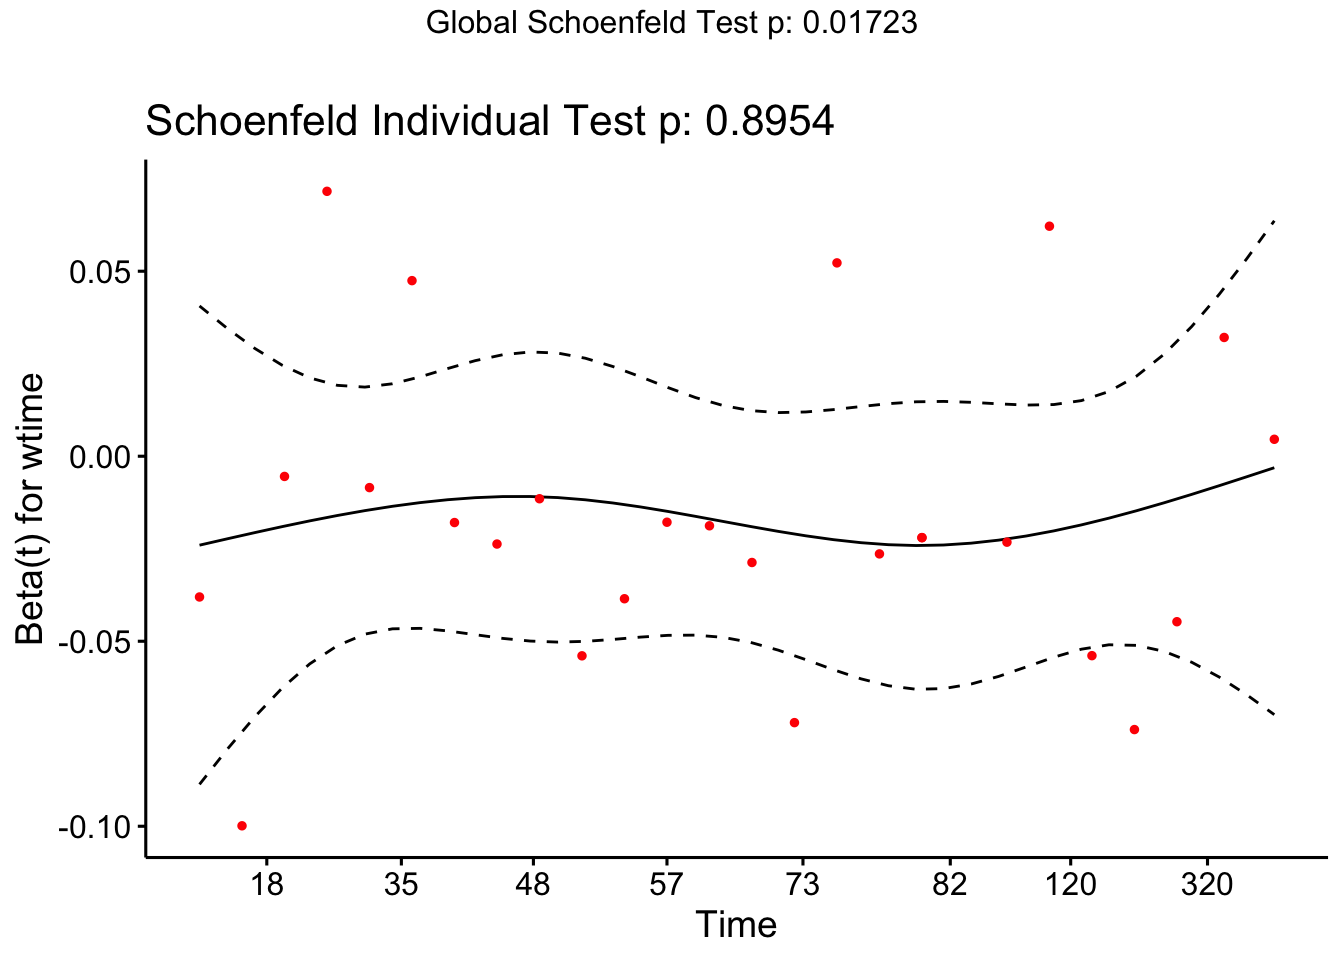 Global Schoenfeld Test p: 0.01723
Schoenfeld Individual Test p: 0.8954
Beta(t) for wtime
0.05
0.00
-0.05
-0.10
18 35 48 57 73 82 120 320
Time